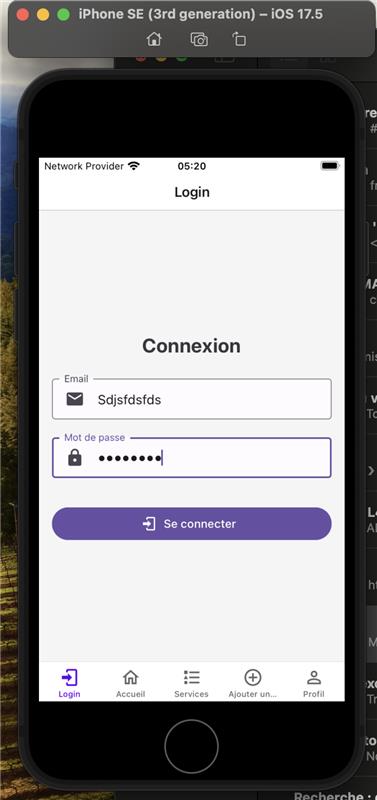 iPhone SE (3rd generation) – iOS 17.5
Network Provider 05:20
Login
Connexion
Email
Sdjsfdsfds
Mot de passe
••••••••
Se connecter
Login Accueil Services Ajouter un... Profil
Recherche :